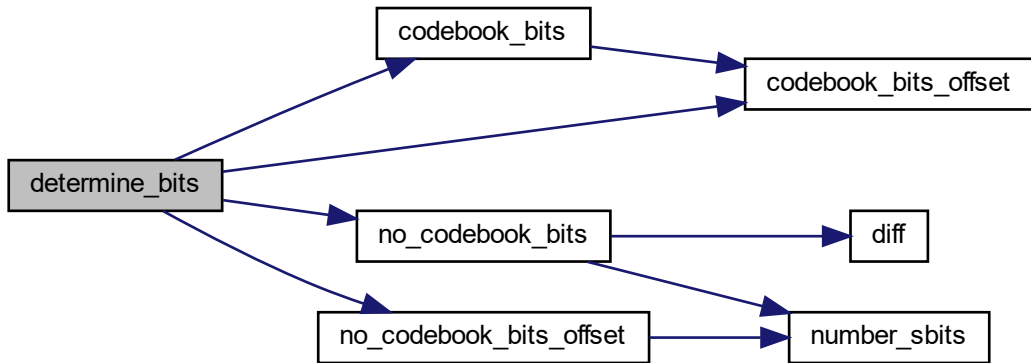 codebook_bits
codebook_bits_offset
determine_bits
no_codebook_bits
diff
no_codebook_bits_offset
number_sbits